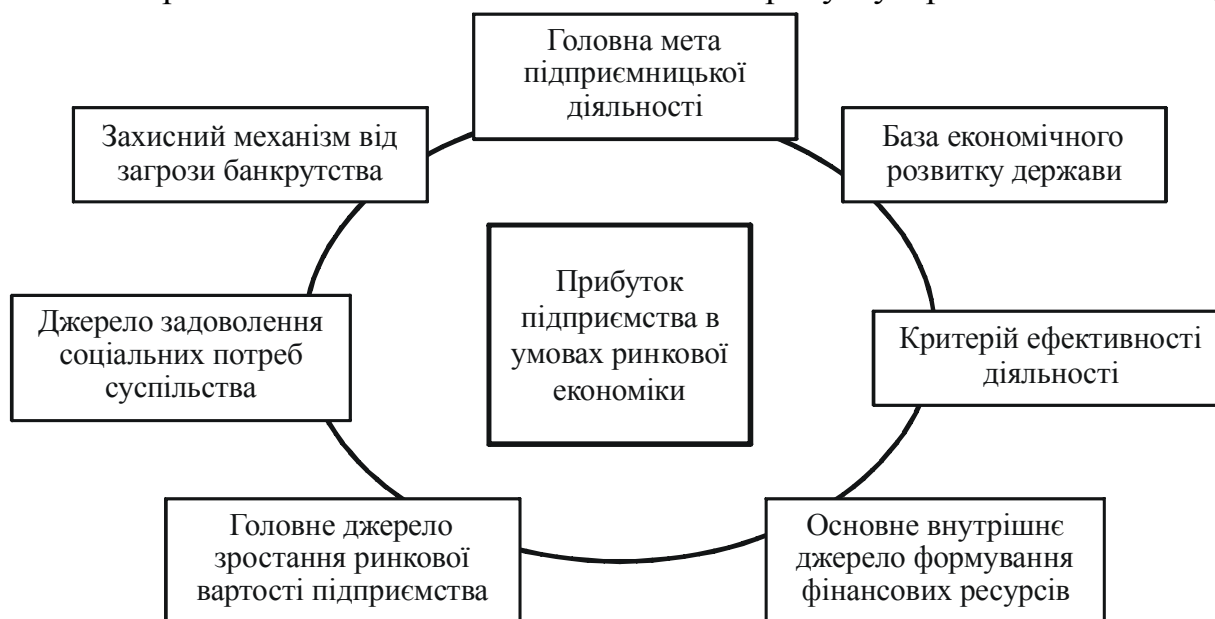 Головна мета
підприємницької
діяльності
Захисний механізм від
загрози банкрутства
База економічного
розвитку держави
Прибуток
підприємства в
умовах ринкової
економіки
Джерело задоволення
соціальних потреб
суспільства
Критерій ефективності
діяльності
Головне джерело
зростання ринкової
вартості підприємства
Основне внутрішнє
джерело формування
фінансових ресурсів